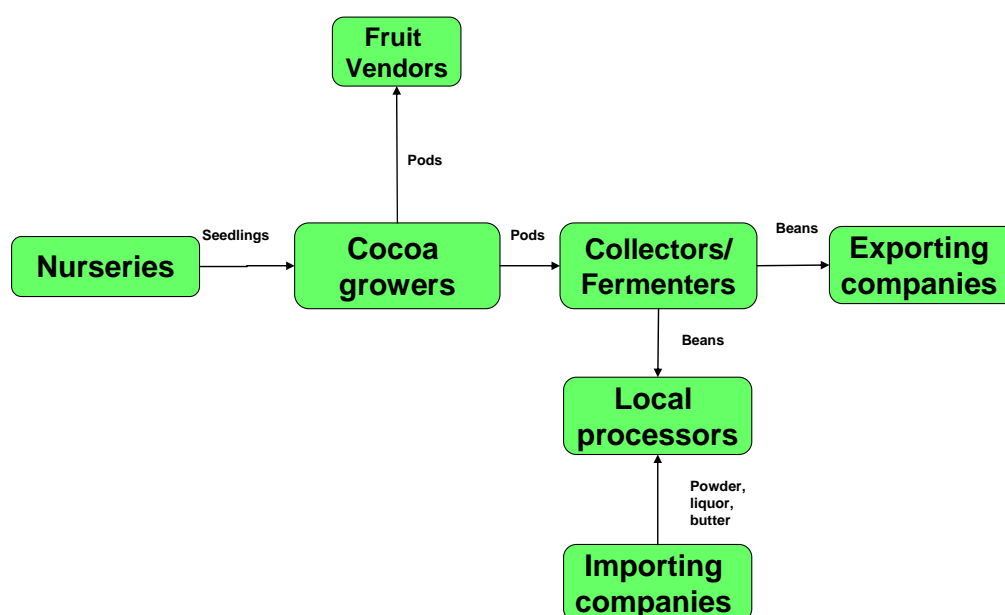 Fruit
Vendors
Pods
Seedlings
Nurseries
Cocoa
growers
Pods
Collectors/
Fermenters
Beans
Exporting
companies
Beans
Local
processors
Powder,
liquor,
butter
Importing
companies